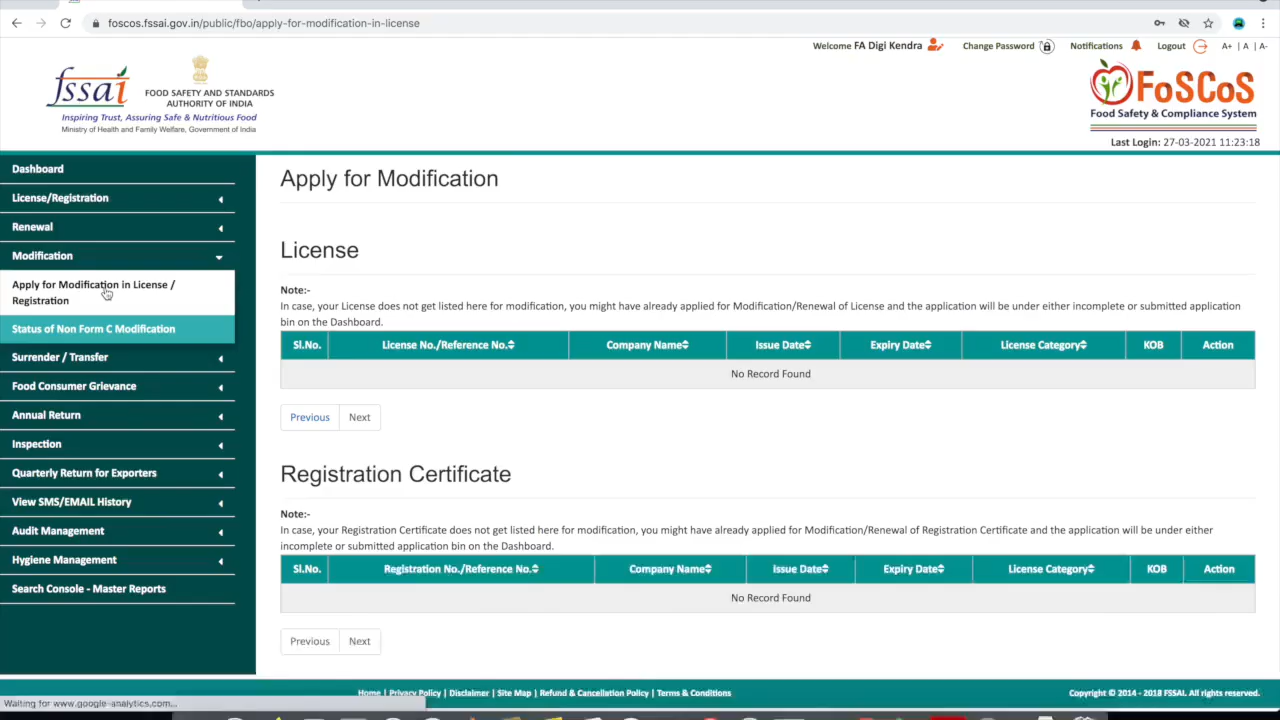 foscos.fssai.gov.in/public/fbo/apply-for-modification-in-license
Welcome FA Digi Kendra Change Password Notifications Logout A+ | A | A-
fssai
FOOD SAFETY AND STANDARDS
AUTHORITY OF INDIA
Inspiring Trust, Assuring Safe & Nutritious Food
Ministry of Health and Family Welfare, Government of India
FoSCoS
Food Safety & Compliance System
Last Login: 27-03-2021 11:23:18
Dashboard
License/Registration
Renewal
Modification
Apply for Modification in License /
Registration
Status of Non Form C Modification
Surrender / Transfer
Food Consumer Grievance
Annual Return
Inspection
Quarterly Return for Exporters
View SMS/EMAIL History
Audit Management
Hygiene Management
Search Console - Master Reports
Apply for Modification
License
Note:-
In case, your License does not get listed here for modification, you might have already applied for Modification/Renewal of License and the application will be under either incomplete or submitted application
bin on the Dashboard.
Sl.No. License No./Reference No. Company Name Issue Date Expiry Date License Category KOB Action
No Record Found
Previous Next
Registration Certificate
Note:-
In case, your Registration Certificate does not get listed here for modification, you might have already applied for Modification/Renewal of Registration Certificate and the application will be under either
incomplete or submitted application bin on the Dashboard.
Sl.No. Registration No./Reference No. Company Name Issue Date Expiry Date License Category KOB Action
No Record Found
Previous Next
Home | Privacy Policy | Disclaimer | Site Map | Refund & Cancellation Policy | Terms & Conditions
Copyright © 2014 - 2018 FSSAI. All rights reserved.
Waiting for www.google-analytics.com...